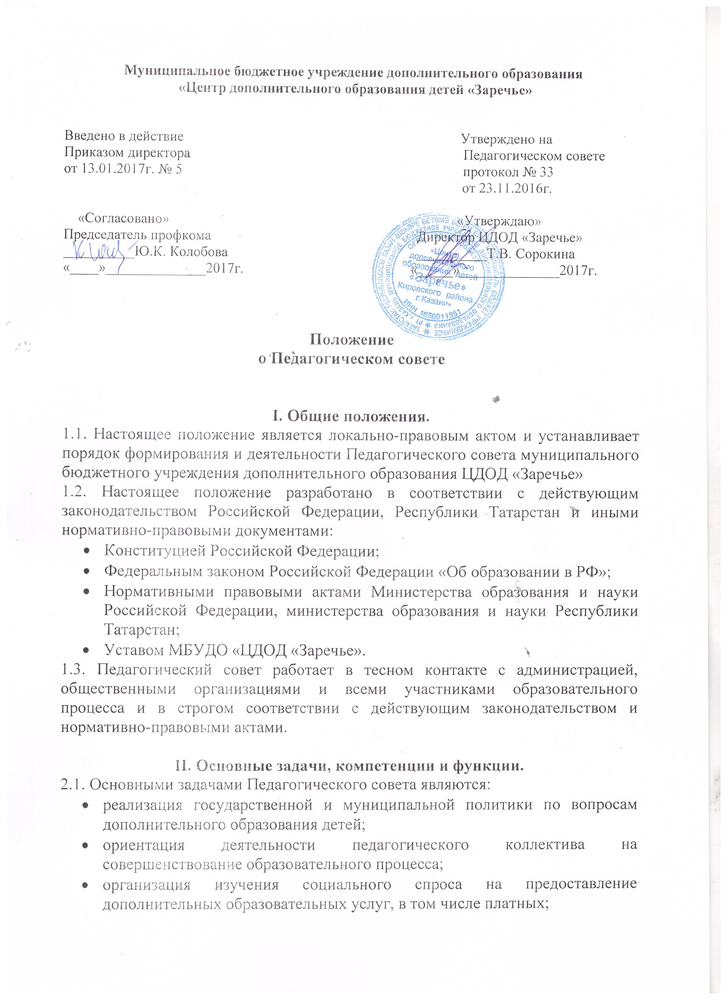 Муниципальное бюджетное учреждение дополнительного образования
«Центр дополнительного образования детей «Заречье»
Введено в действие
Приказом директора
от 13.01.2017г. № 5
Утверждено на
Педагогическом совете
протокол № 33
от 23.11.2016г.
«Согласовано»
Председатель профкома
__________Ю.К. Колобова
«____»______________2017г.
«Утверждаю»
Директор ЦДОД «Заречье»
__________Т.В. Сорокина
«_____»______________2017г.
«Центр
дополнительного
образования детей
«Заречье»
Кировского района
г.Казани»
ИНН 1656011551
Положение
о Педагогическом совете
I. Общие положения.
1.1. Настоящее положение является локально-правовым актом и устанавливает
порядок формирования и деятельности Педагогического совета муниципального
бюджетного учреждения дополнительного образования ЦДОД «Заречье»
1.2. Настоящее положение разработано в соответствии с действующим
законодательством Российской Федерации, Республики Татарстан и иными
нормативно-правовыми документами:
• Конституцией Российской Федерации;
• Федеральным законом Российской Федерации «Об образовании в РФ»;
• Нормативными правовыми актами Министерства образования и науки
Российской Федерации, министерства образования и науки Республики
Татарстан;
• Уставом МБУДО «ЦДОД «Заречье».
1.3. Педагогический совет работает в тесном контакте с администрацией,
общественными организациями и всеми участниками образовательного
процесса и в строгом соответствии с действующим законодательством и
нормативно-правовыми актами.
II. Основные задачи, компетенции и функции.
2.1. Основными задачами Педагогического совета являются:
• реализация государственной и муниципальной политики по вопросам
дополнительного образования детей;
• ориентация деятельности педагогического коллектива на
совершенствование образовательного процесса;
• организация изучения социального спроса на предоставление
дополнительных образовательных услуг, в том числе платных;